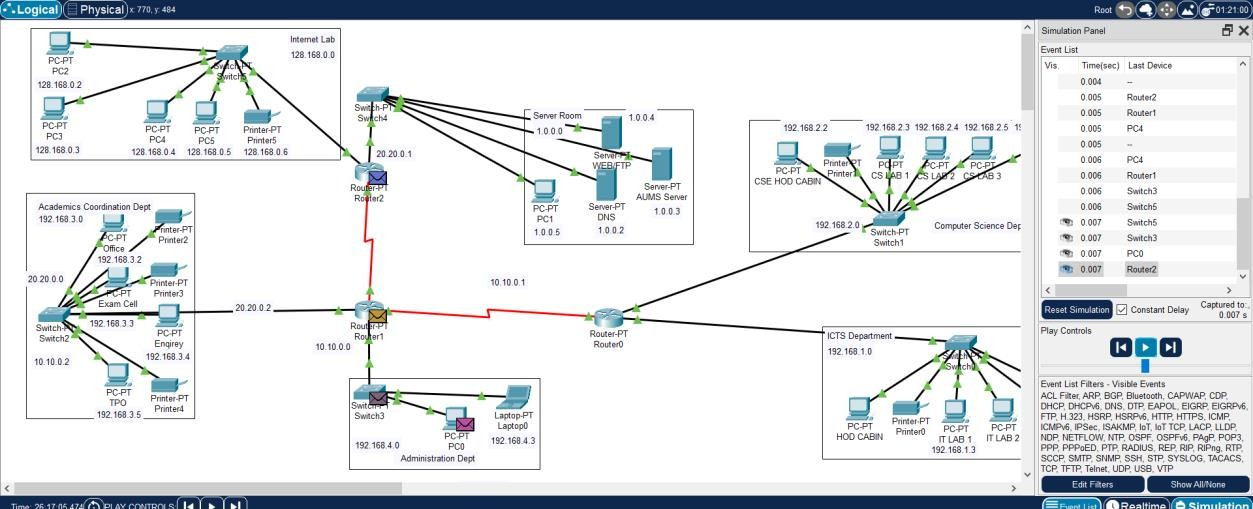 Logical Physical x: 770, y: 484 Root 01:21:00
Internet Lab
128.168.0.0
PC-PT
PC2
128.168.0.2
Switch-PT
Switch5
PC-PT
PC3
128.168.0.3
PC-PT
PC4
128.168.0.4
PC-PT
PC5
128.168.0.5
Printer-PT
Printer5
128.168.0.6
Switch-PT
Switch4
20.20.0.1
Router-PT
Router2
Server Room
1.0.0.0
1.0.0.4
Server-PT
WEB/FTP
Server-PT
AUMS Server
1.0.0.3
PC-PT
PC1
1.0.0.5
Server-PT
DNS
1.0.0.2
192.168.2.2
192.168.2.3
192.168.2.4
192.168.2.5
PC-PT
CSE HOD CABIN
Printer-PT
PC-PT
CS LAB 1
PC-PT
CS LAB 2
PC-PT
CS LAB 3
192.168.2.0
Switch-PT
Switch1
Computer Science Dep
Academics Coordination Dept
192.168.3.0
PC-PT
Office
192.168.3.2
Printer-PT
Printer2
20.20.0.0
PC-PT
Exam Cell
192.168.3.3
Printer-PT
Printer3
Switch-PT
Switch2
PC-PT
Enqirey
192.168.3.4
10.10.0.2
PC-PT
TPO
192.168.3.5
Printer-PT
Printer4
20.20.0.2
Router-PT
Router1
10.10.0.0
10.10.0.1
Router-PT
Router0
Switch-PT
Switch3
192.168.4.0
PC-PT
PC0
Laptop-PT
Laptop0
192.168.4.3
Administration Dept
ICTS Department
192.168.1.0
Switch-PT
PC-PT
HOD CABIN
Printer-PT
Printer0
PC-PT
IT LAB 1
192.168.1.3
PC-PT
IT LAB 2
Simulation Panel
Event List
Vis. Time(sec) Last Device
0.004 --
0.005 Router2
0.005 Router1
0.005 PC4
0.005 --
0.006 PC4
0.006 Router1
0.006 Switch3
0.006 Switch5
0.007 Switch5
0.007 Switch3
0.007 PC0
0.007 Router2
Reset Simulation Constant Delay Captured to:
0.007 s
Play Controls
Event List Filters - Visible Events
ACL Filter, ARP, BGP, Bluetooth, CAPWAP, CDP,
DHCP, DHCPv6, DNS, DTP, EAPOL, EIGRP, EIGRPv6,
FTP, H.323, HSRP, HSRPv6, HTTP, HTTPS, ICMP,
ICMPv6, IPSec, ISAKMP, IoT, IoT TCP, LACP, LLDP,
NDP, NETFLOW, NTP, OSPF, OSPFv6, PAgP, POP3,
PPP, PPPoED, PTP, RADIUS, REP, RIP, RIPng, RTP,
SCCP, SMTP, SNMP, SSH, STP, SYSLOG, TACACS,
TCP, TFTP, Telnet, UDP, USB, VTP
Edit Filters Show All/None
Time: 26:17:05.474 PLAY CONTROLS: Event List Realtime Simulation